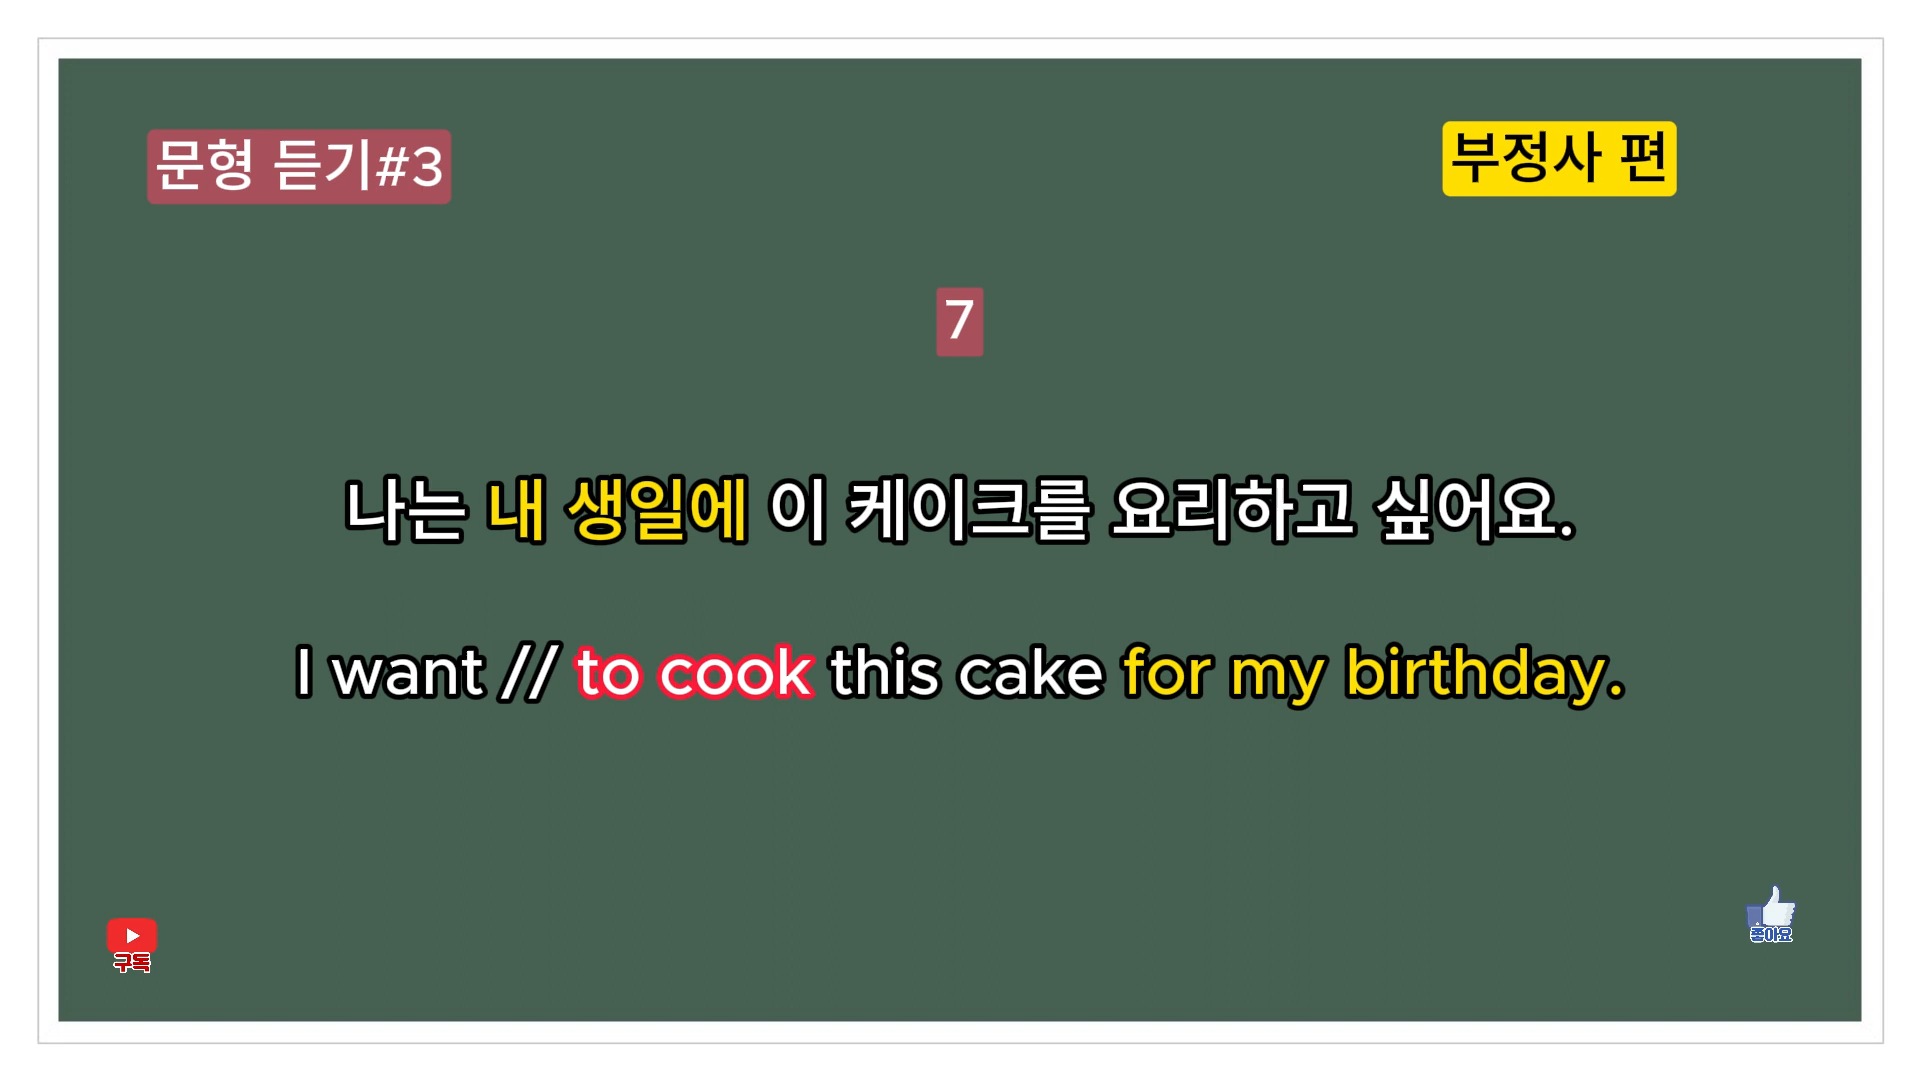 문형 듣기#3
부정사 편
7
나는 내 생일에 이 케이크를 요리하고 싶어요.
I want // to cook this cake for my birthday.
구독
좋아요